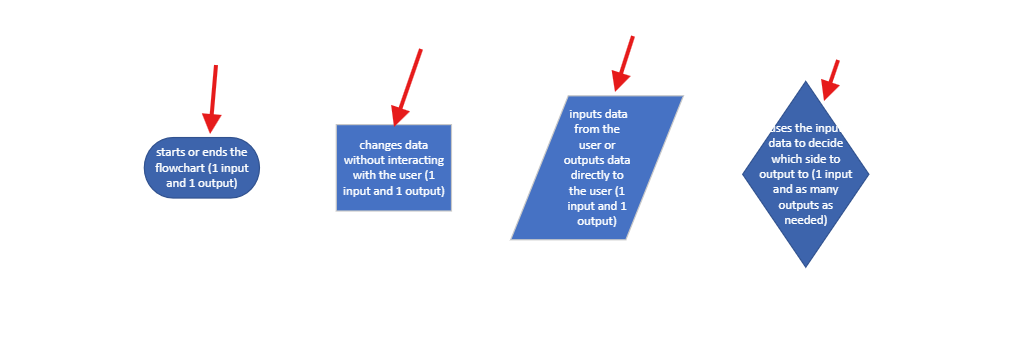 starts or ends the
flowchart (1 input
and 1 output)
changes data
without interacting
with the user (1
input and 1 output)
inputs data
from the
user or
outputs data
directly to
the user (1
input and 1
output)
uses the input
data to decide
which side to
output to (1 input
and as many
outputs as
needed)